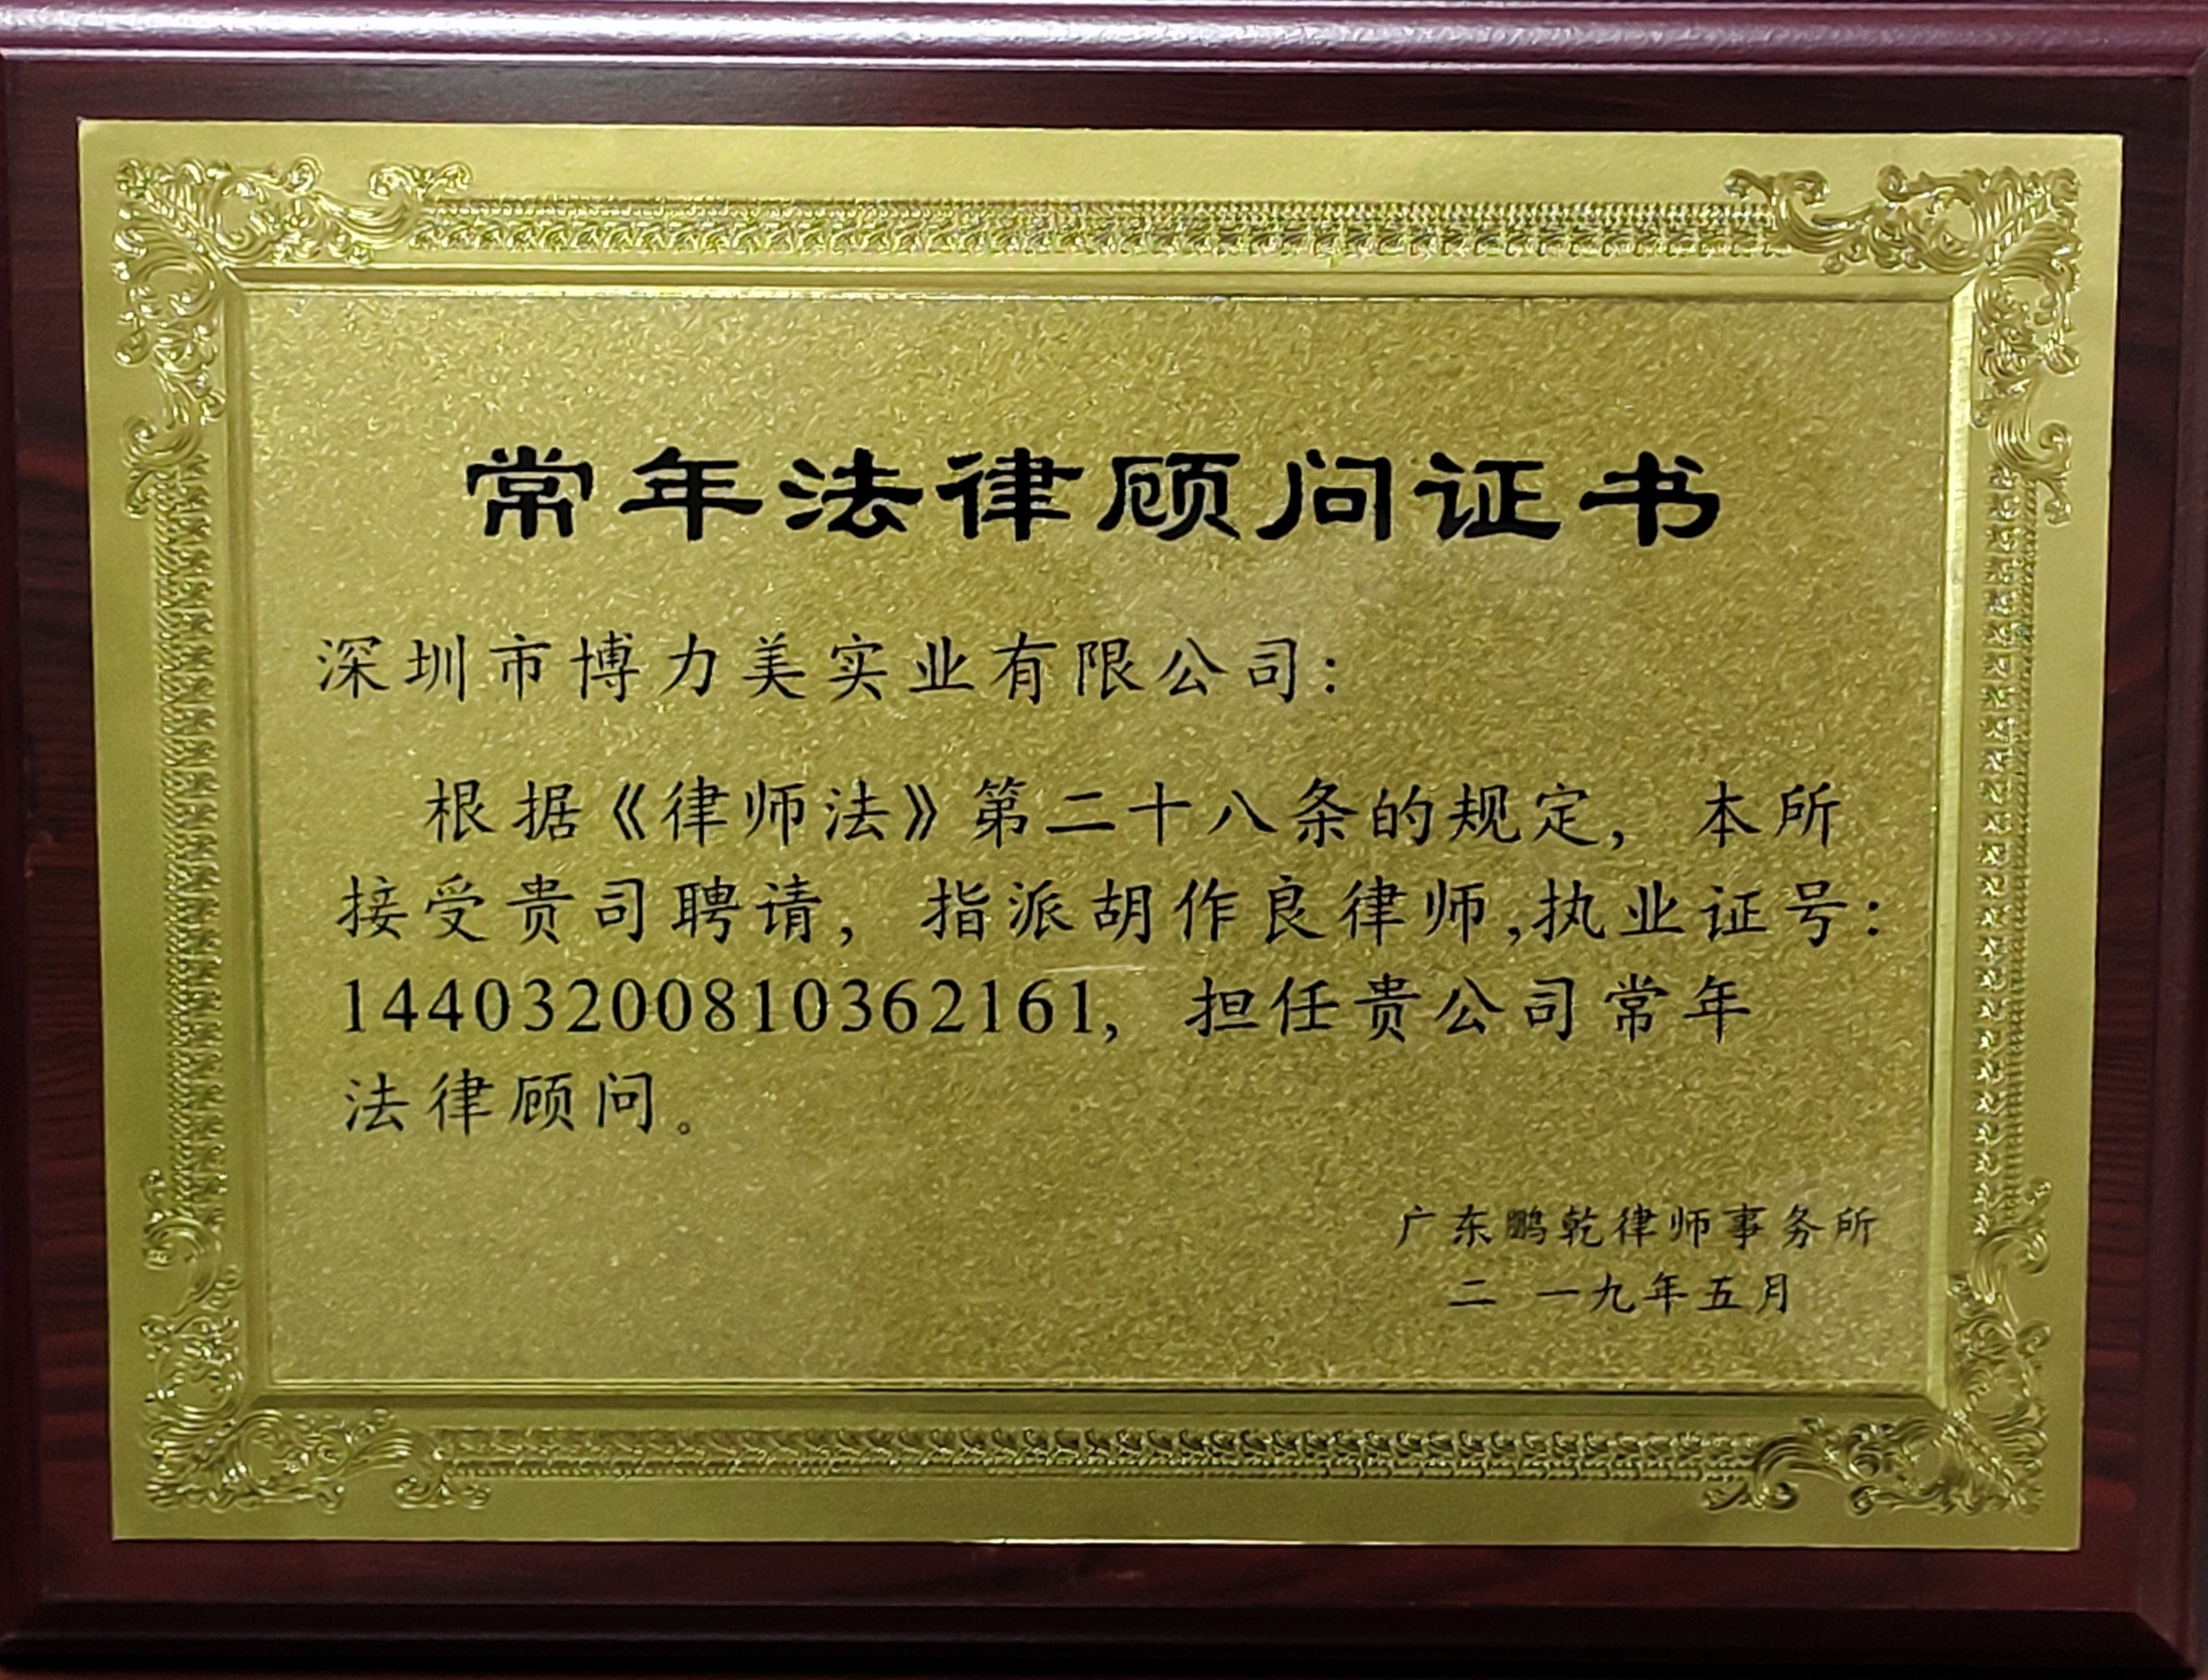 常年法律顾问证书
深圳市博力美实业有限公司：
根据《律师法》第二十八条的规定，本所
接受贵司聘请，指派胡作良律师,执业证号：
14403200810362161，担任贵公司常年
法律顾问。
广东鹏乾律师事务所
二 一九年五月